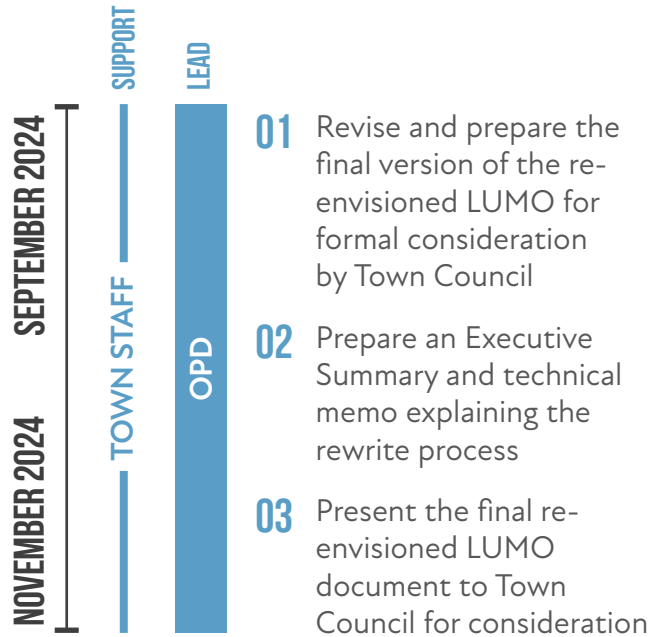 SUPPORT
LEAD
SEPTEMBER 2024
NOVEMBER 2024
TOWN STAFF
OPD
01 Revise and prepare the
final version of the re-
envisioned LUMO for
formal consideration
by Town Council
02 Prepare an Executive
Summary and technical
memo explaining the
rewrite process
03 Present the final re-
envisioned LUMO
document to Town
Council for consideration